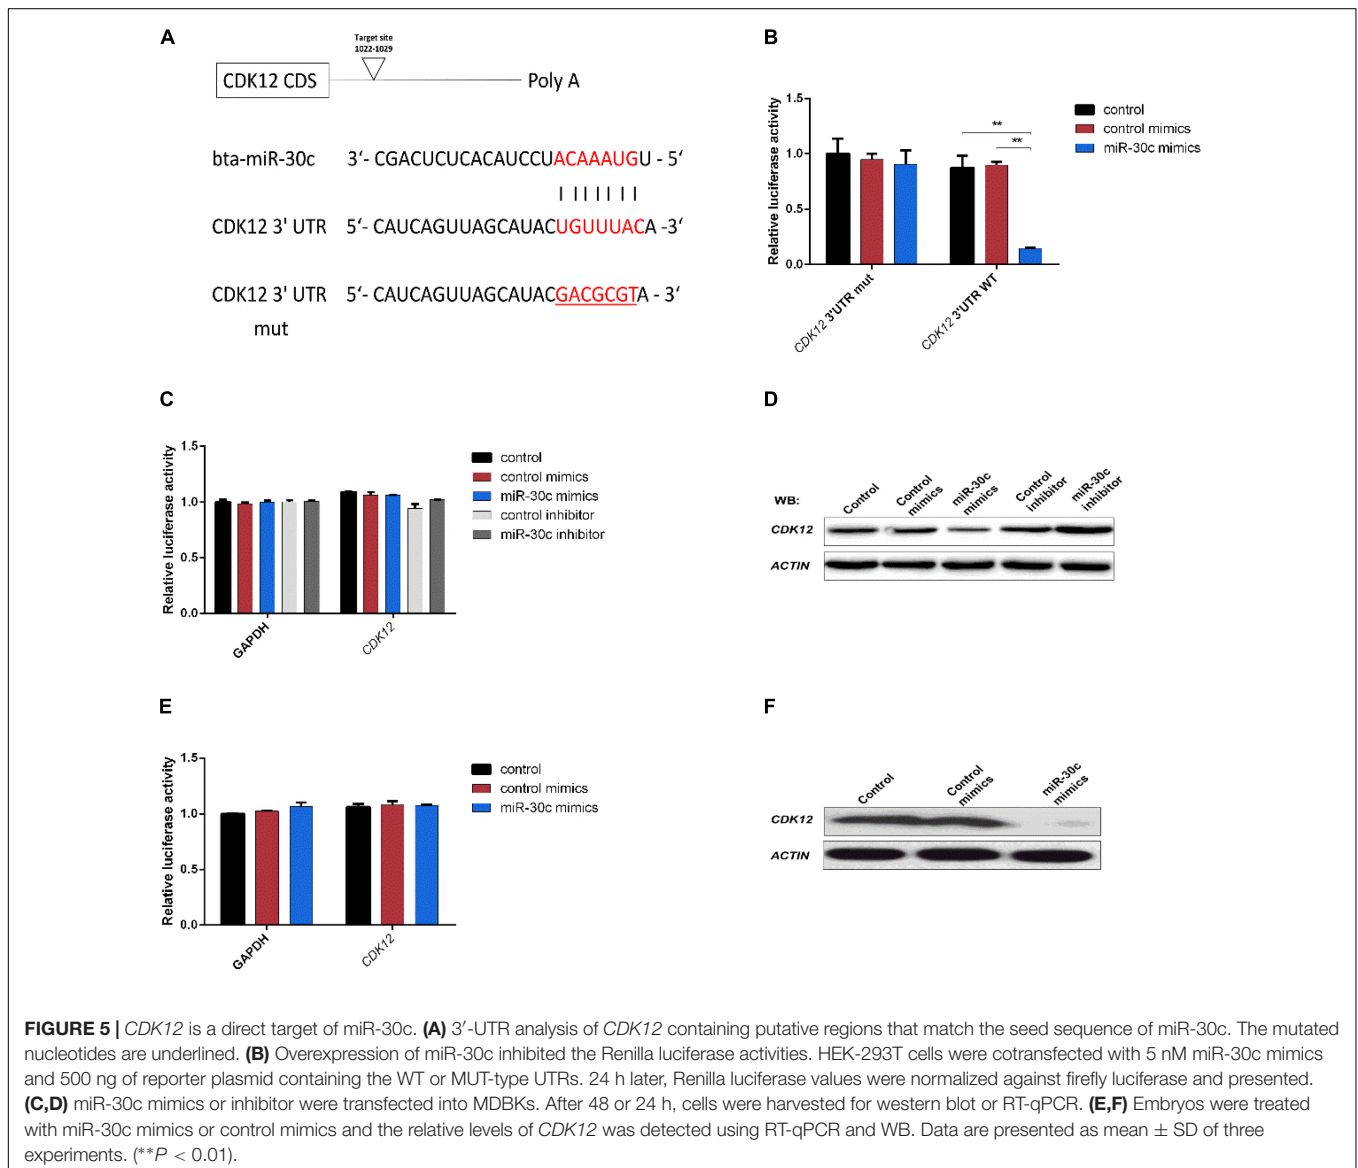 A
Target site
1022-1029
CDK12 CDS
Poly A
bta-miR-30c 3‘- CGACUCUCACAUCCUACAAAUGU - 5‘
CDK12 3' UTR 5‘- CAUCAGUUAGCAUACUGUUUACA -3‘
CDK12 3' UTR 5‘- CAUCAGUUAGCAUACGACGCGTA - 3‘
mut
B
Relative luciferase activity
1.5
1.0
0.5
0.0
**
**
control
control mimics
miR-30c mimics
CDK12 3'UTR mut
CDK12 3'UTR WT
C
Relative luciferase activity
1.5
1.0
0.5
0.0
control
control mimics
miR-30c mimics
control inhibitor
miR-30c inhibitor
GAPDH
CDK12
D
WB:
Control
Control mimics
miR-30c mimics
Control inhibitor
miR-30c inhibitor
CDK12
ACTIN
E
Relative luciferase activity
1.5
1.0
0.5
0.0
control
control mimics
miR-30c mimics
GAPDH
CDK12
F
Control
Control mimics
miR-30c mimics
CDK12
ACTIN
FIGURE 5 | CDK12 is a direct target of miR-30c. (A) 3′-UTR analysis of CDK12 containing putative regions that match the seed sequence of miR-30c. The mutated
nucleotides are underlined. (B) Overexpression of miR-30c inhibited the Renilla luciferase activities. HEK-293T cells were cotransfected with 5 nM miR-30c mimics
and 500 ng of reporter plasmid containing the WT or MUT-type UTRs. 24 h later, Renilla luciferase values were normalized against firefly luciferase and presented.
(C,D) miR-30c mimics or inhibitor were transfected into MDBKs. After 48 or 24 h, cells were harvested for western blot or RT-qPCR. (E,F) Embryos were treated
with miR-30c mimics or control mimics and the relative levels of CDK12 was detected using RT-qPCR and WB. Data are presented as mean ± SD of three
experiments. (**P < 0.01).